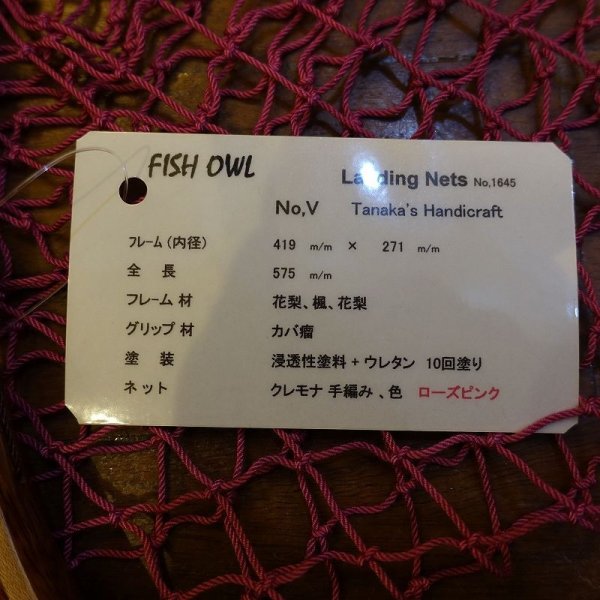 FISH OWL Landing Nets No,1645
No,V Tanaka's Handicraft
フレーム(内径) 419 m/m × 271 m/m
全 長 575 m/m
フレーム 材 花梨、楓、花梨
グリップ 材 カバ瘤
塗 装 浸透性塗料 + ウレタン 10回塗り
ネット クレモナ 手編み 、色 ローズピンク